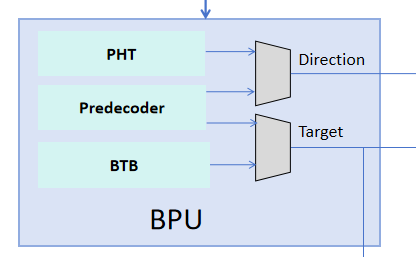 PHT
Direction
Predecoder
Target
BTB
BPU